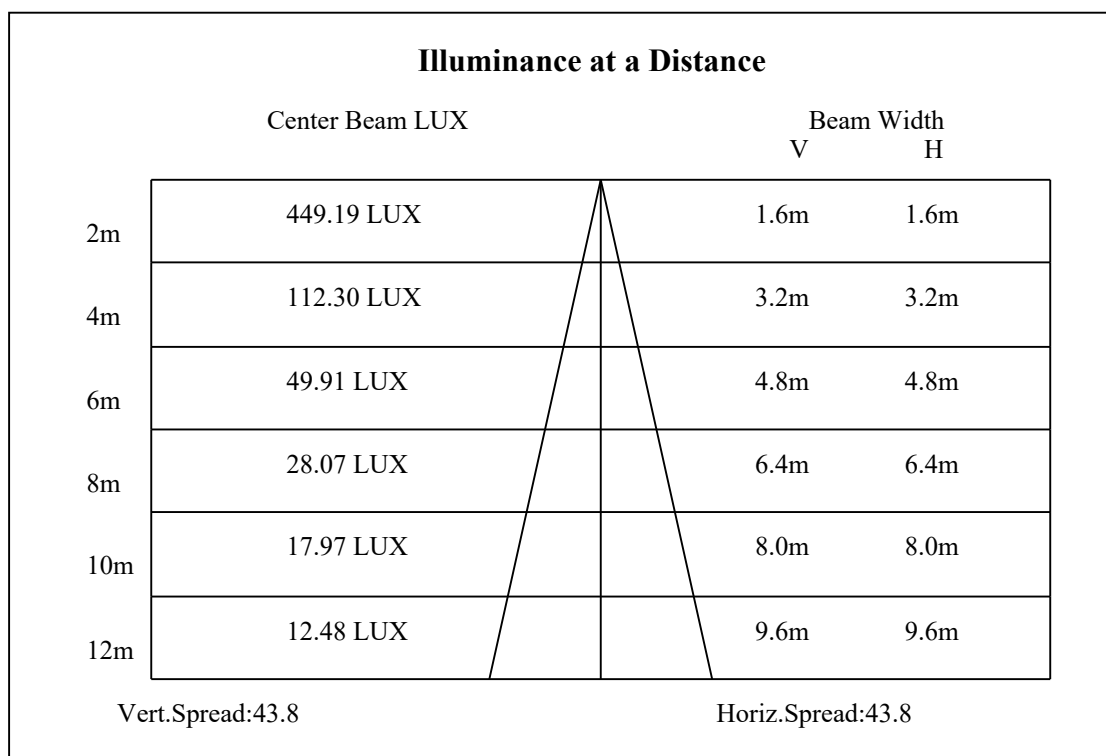 Illuminance at a Distance
Center Beam LUX Beam Width
V H
2m 449.19 LUX 1.6m 1.6m
4m 112.30 LUX 3.2m 3.2m
6m 49.91 LUX 4.8m 4.8m
8m 28.07 LUX 6.4m 6.4m
10m 17.97 LUX 8.0m 8.0m
12m 12.48 LUX 9.6m 9.6m
Vert.Spread:43.8 Horiz.Spread:43.8